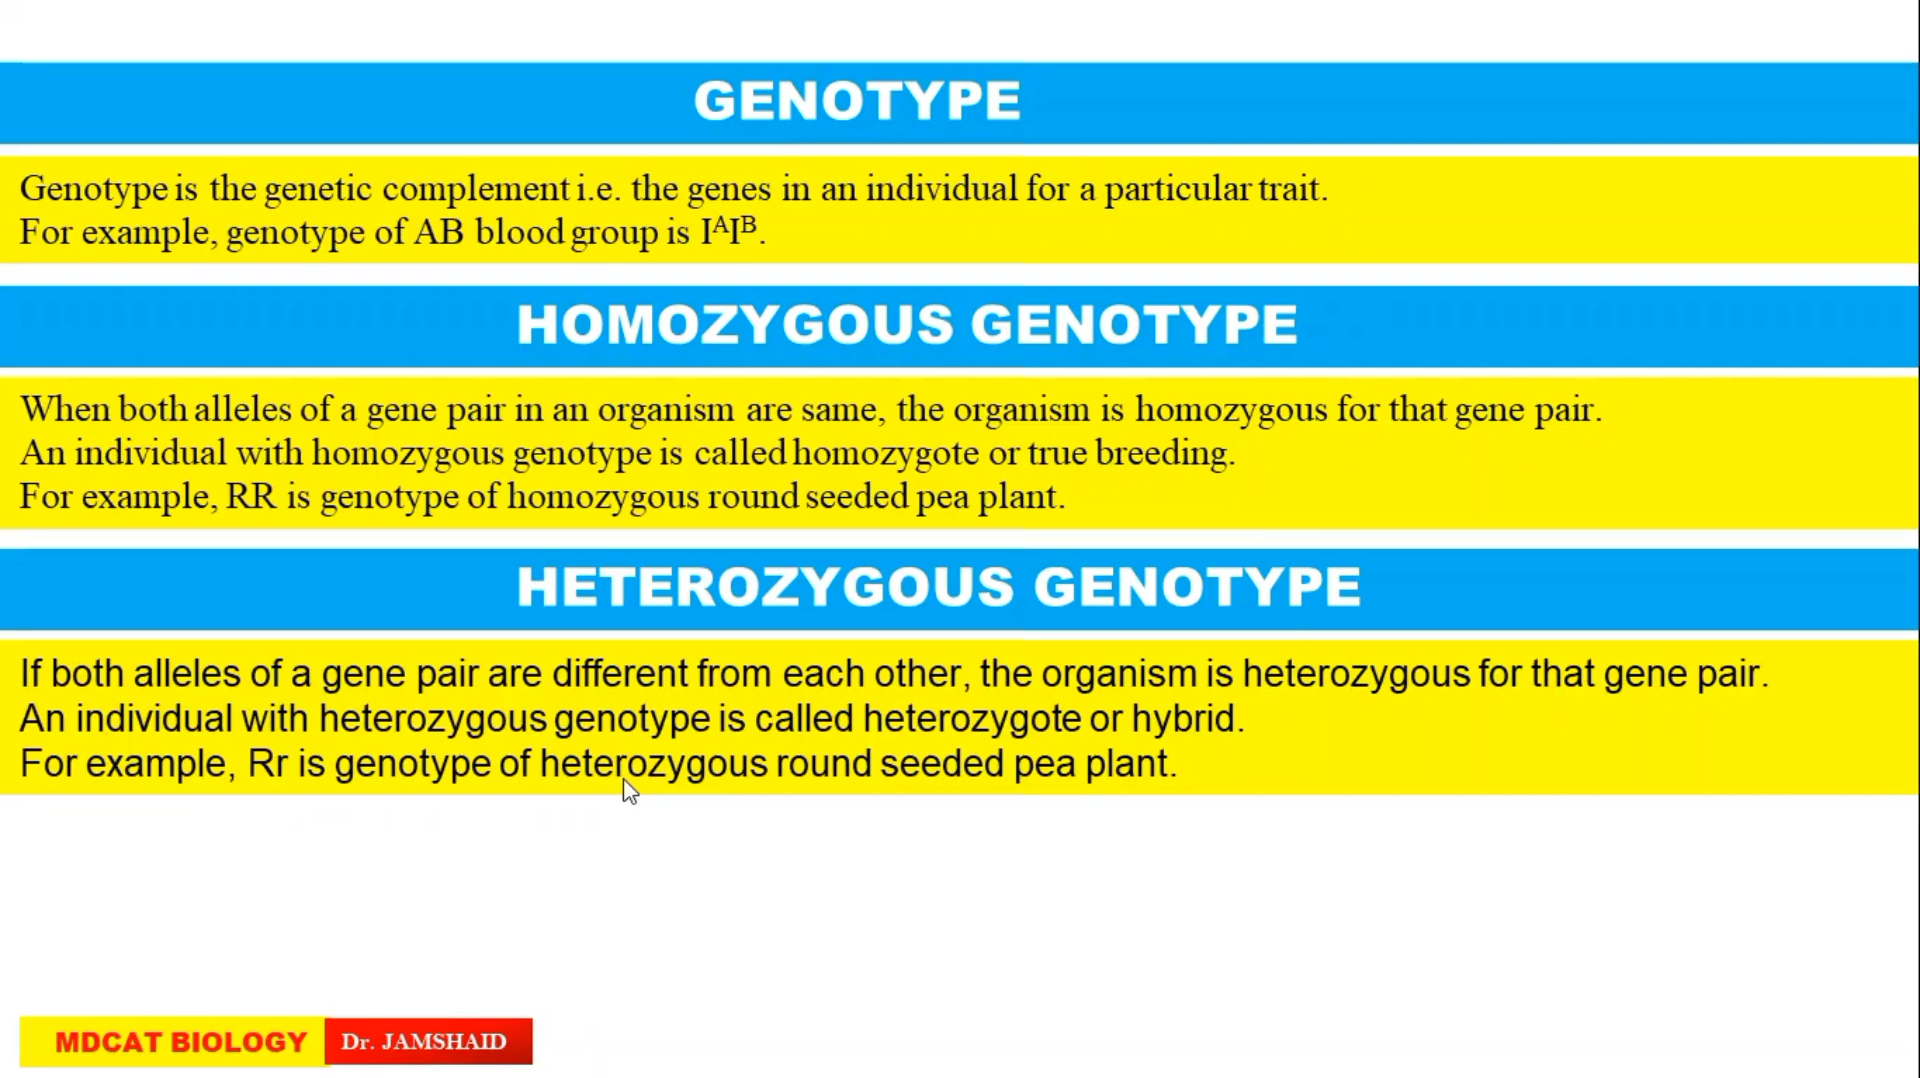 GENOTYPE
Genotype is the genetic complement i.e. the genes in an individual for a particular trait.
For example, genotype of AB blood group is IᴬIᴮ.
HOMOZYGOUS GENOTYPE
When both alleles of a gene pair in an organism are same, the organism is homozygous for that gene pair.
An individual with homozygous genotype is called homozygote or true breeding.
For example, RR is genotype of homozygous round seeded pea plant.
HETEROZYGOUS GENOTYPE
If both alleles of a gene pair are different from each other, the organism is heterozygous for that gene pair.
An individual with heterozygous genotype is called heterozygote or hybrid.
For example, Rr is genotype of heterozygous round seeded pea plant.
MDCAT BIOLOGY Dr. JAMSHAID